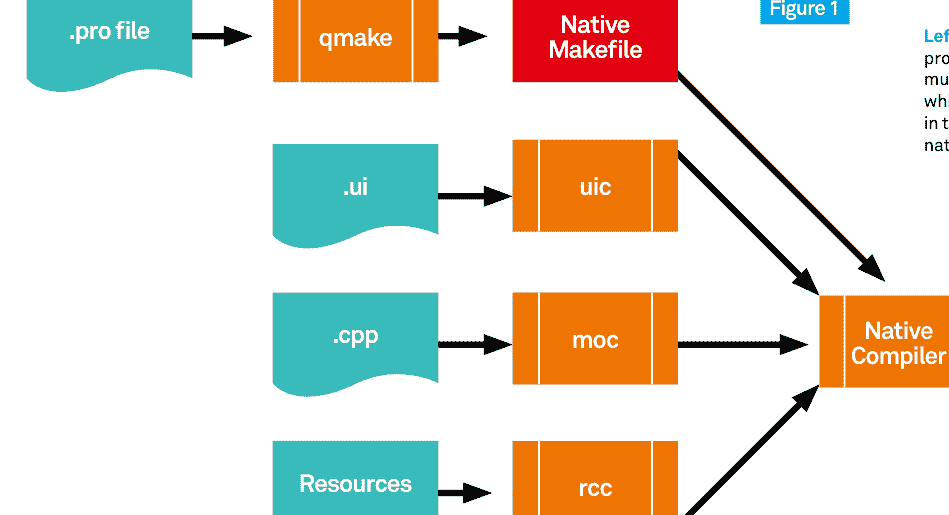 Figure 1
.pro file
qmake
Native
Makefile
.ui
uic
.cpp
moc
Native
Compiler
Resources
rcc